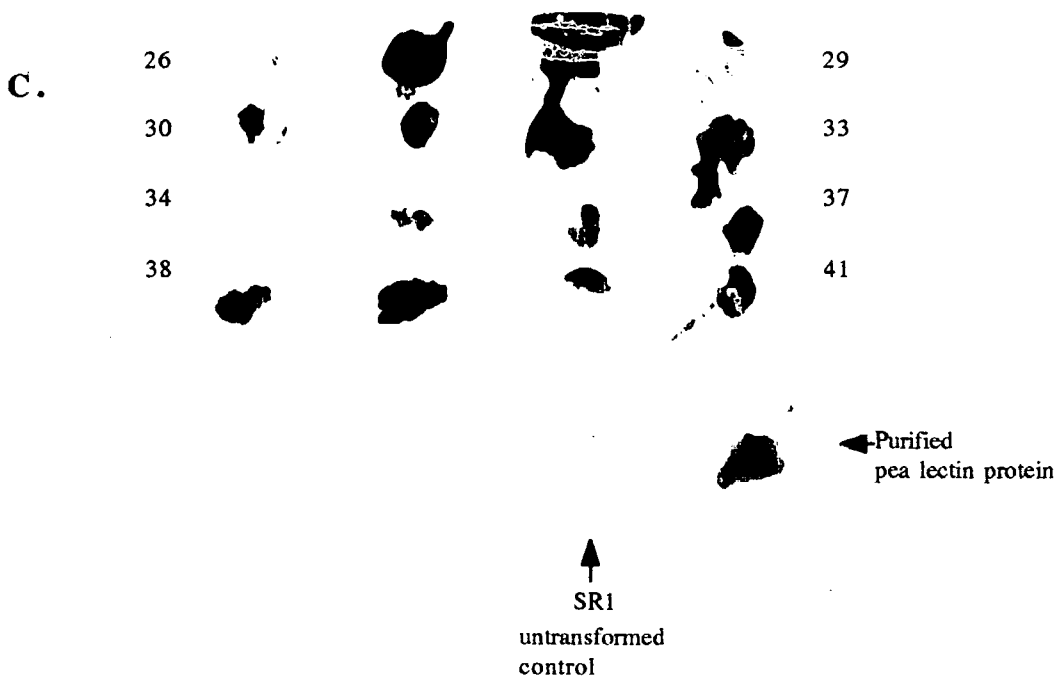 C.
26
29
30
33
34
37
38
41
Purified
pea lectin protein
SR1
untransformed
control